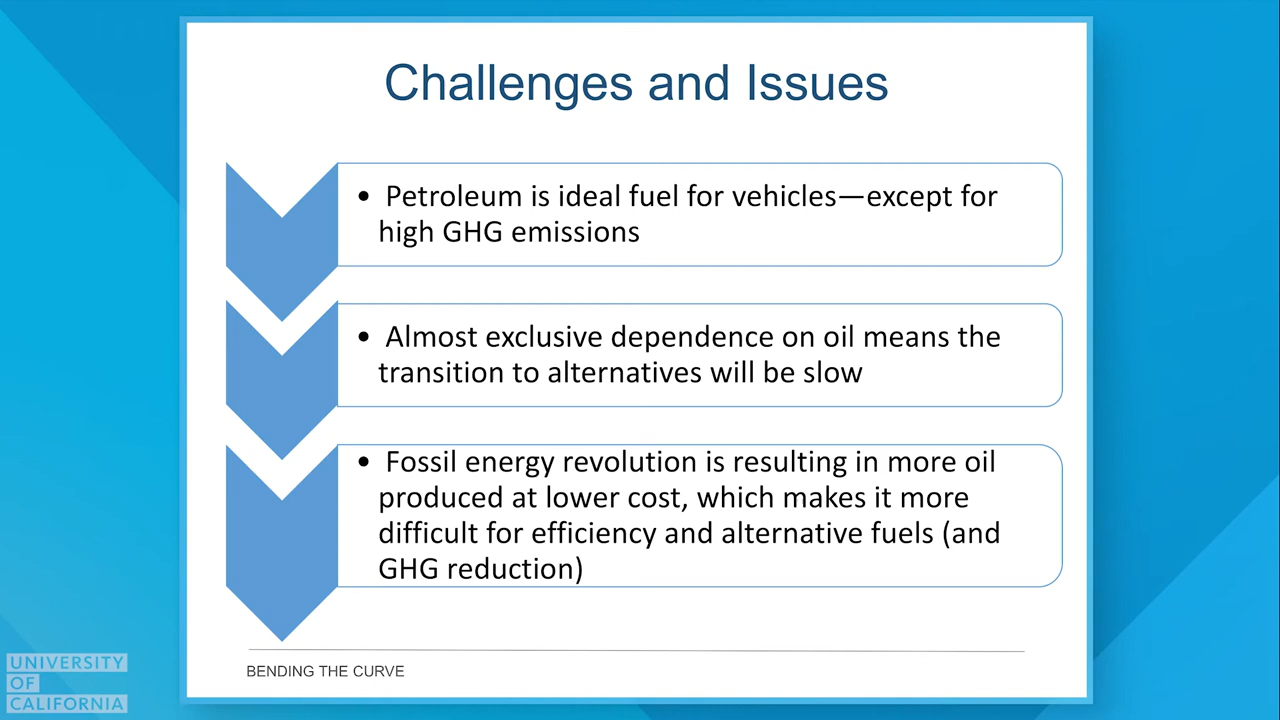 Challenges and Issues
• Petroleum is ideal fuel for vehicles—except for
high GHG emissions
• Almost exclusive dependence on oil means the
transition to alternatives will be slow
• Fossil energy revolution is resulting in more oil
produced at lower cost, which makes it more
difficult for efficiency and alternative fuels (and
GHG reduction)
BENDING THE CURVE
UNIVERSITY
OF
CALIFORNIA